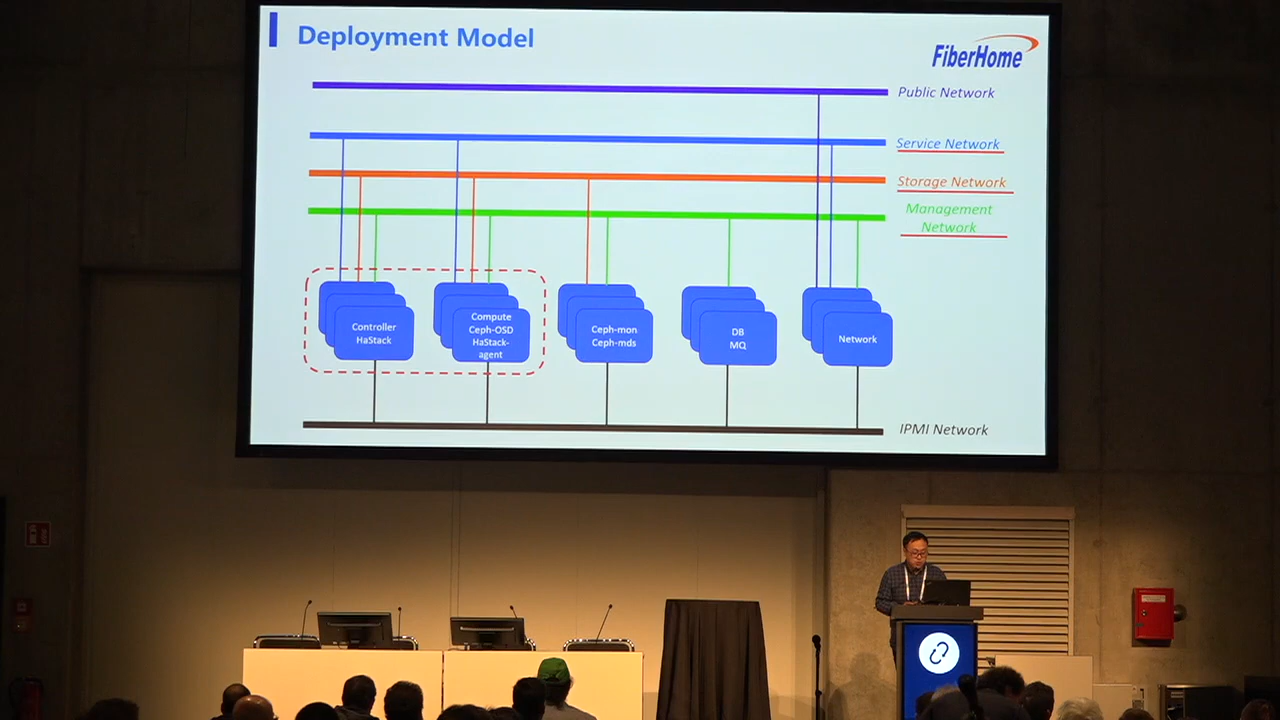 Deployment Model
FiberHome
Public Network
Service Network
Storage Network
Management
Network
Controller
HaStack
Compute
Ceph-OSD
HaStack-
agent
Ceph-mon
Ceph-mds
DB
MQ
Network
IPMI Network